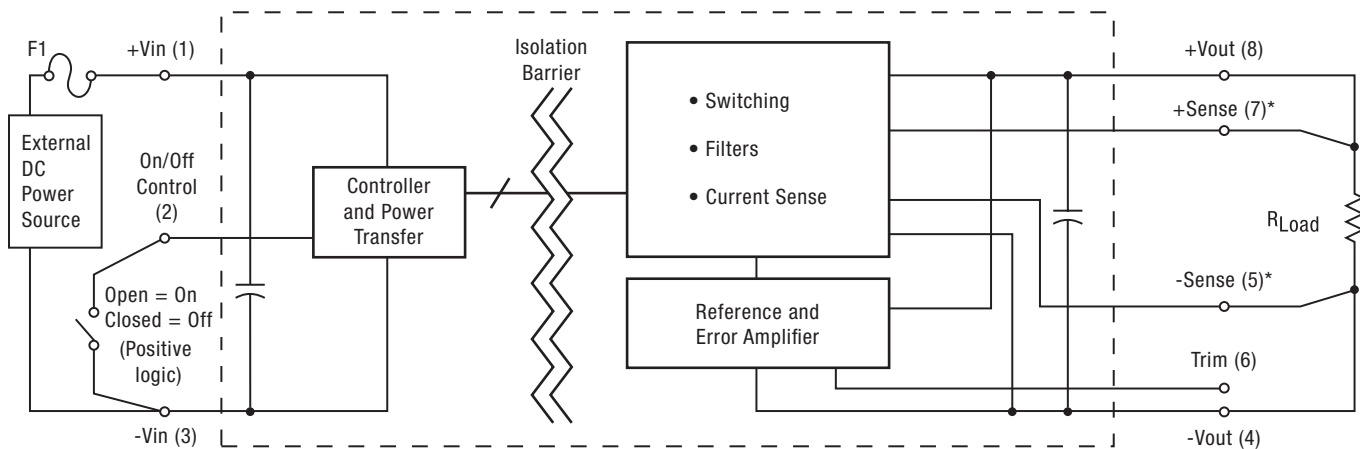 F1
+Vin (1)
External
DC
Power
Source
On/Off
Control
(2)
Open = On
Closed = Off
(Positive
logic)
-Vin (3)
Controller
and Power
Transfer
Isolation
Barrier
• Switching
• Filters
• Current Sense
Reference and
Error Amplifier
+Vout (8)
+Sense (7)*
RLoad
-Sense (5)*
Trim (6)
-Vout (4)